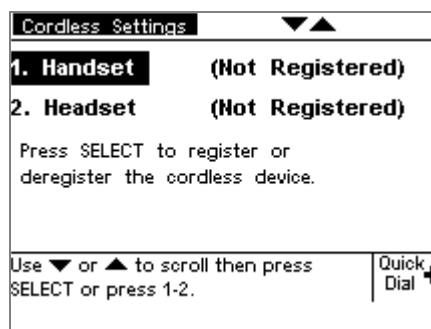 Cordless Settings ▼▲
1. Handset (Not Registered)
2. Headset (Not Registered)
Press SELECT to register or
deregister the cordless device.
Use ▼ or ▲ to scroll then press
SELECT or press 1-2.
Quick
Dial